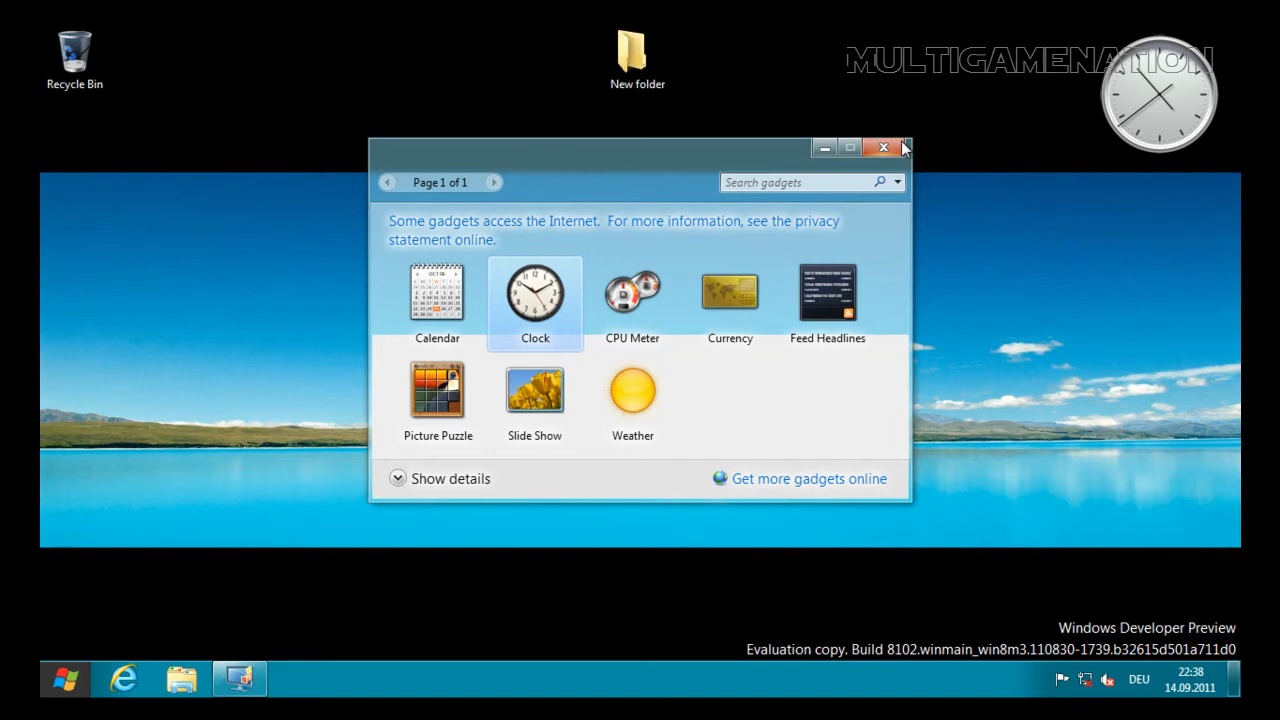 Recycle Bin
New folder
MULTIGAMENATION
Page 1 of 1
Search gadgets
Some gadgets access the Internet. For more information, see the privacy
statement online.
Calendar
Clock
CPU Meter
Currency
Feed Headlines
Picture Puzzle
Slide Show
Weather
Show details
Get more gadgets online
Windows Developer Preview
Evaluation copy. Build 8102.winmain_win8m3.110830-1739.b32615d501a711d0
DEU
22:38
14.09.2011